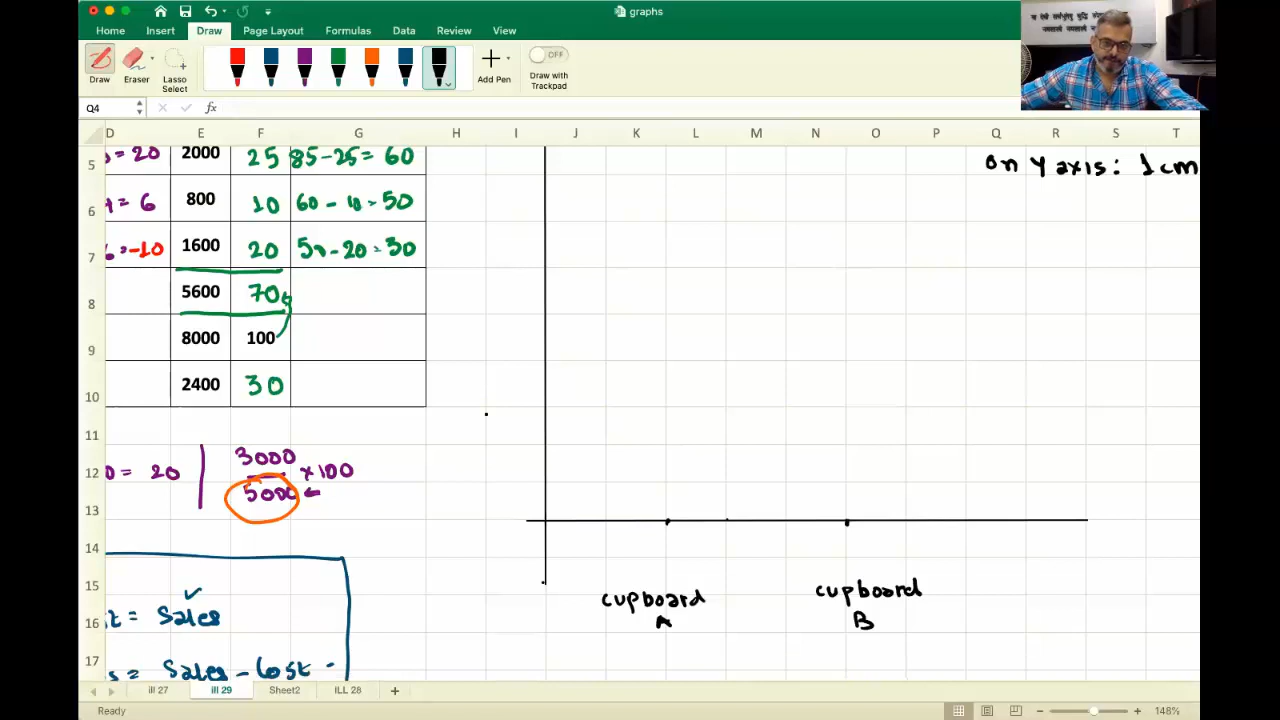 graphs
Home Insert Draw Page Layout Formulas Data Review View
Draw Eraser Lasso Select Add Pen OFF Draw with Trackpad
Q4 fx
D E F G H I J K L M N O P Q R S T
5 = 20 2000 25 85-25= 60
on Y axis: 1cm
6 = 6 800 10 60 - 10 = 50
7 =-10 1600 20 50 - 20 = 30
8 5600 70
9 8000 100
10 2400 30
11
12 0 = 20 3000
5000 ×100
13
14
15
cupboard A
cupboard B
16 t = Sales
17 s = Sales - Cost
ill 27 ill 29 Sheet2 ILL 28 +
Ready 148%